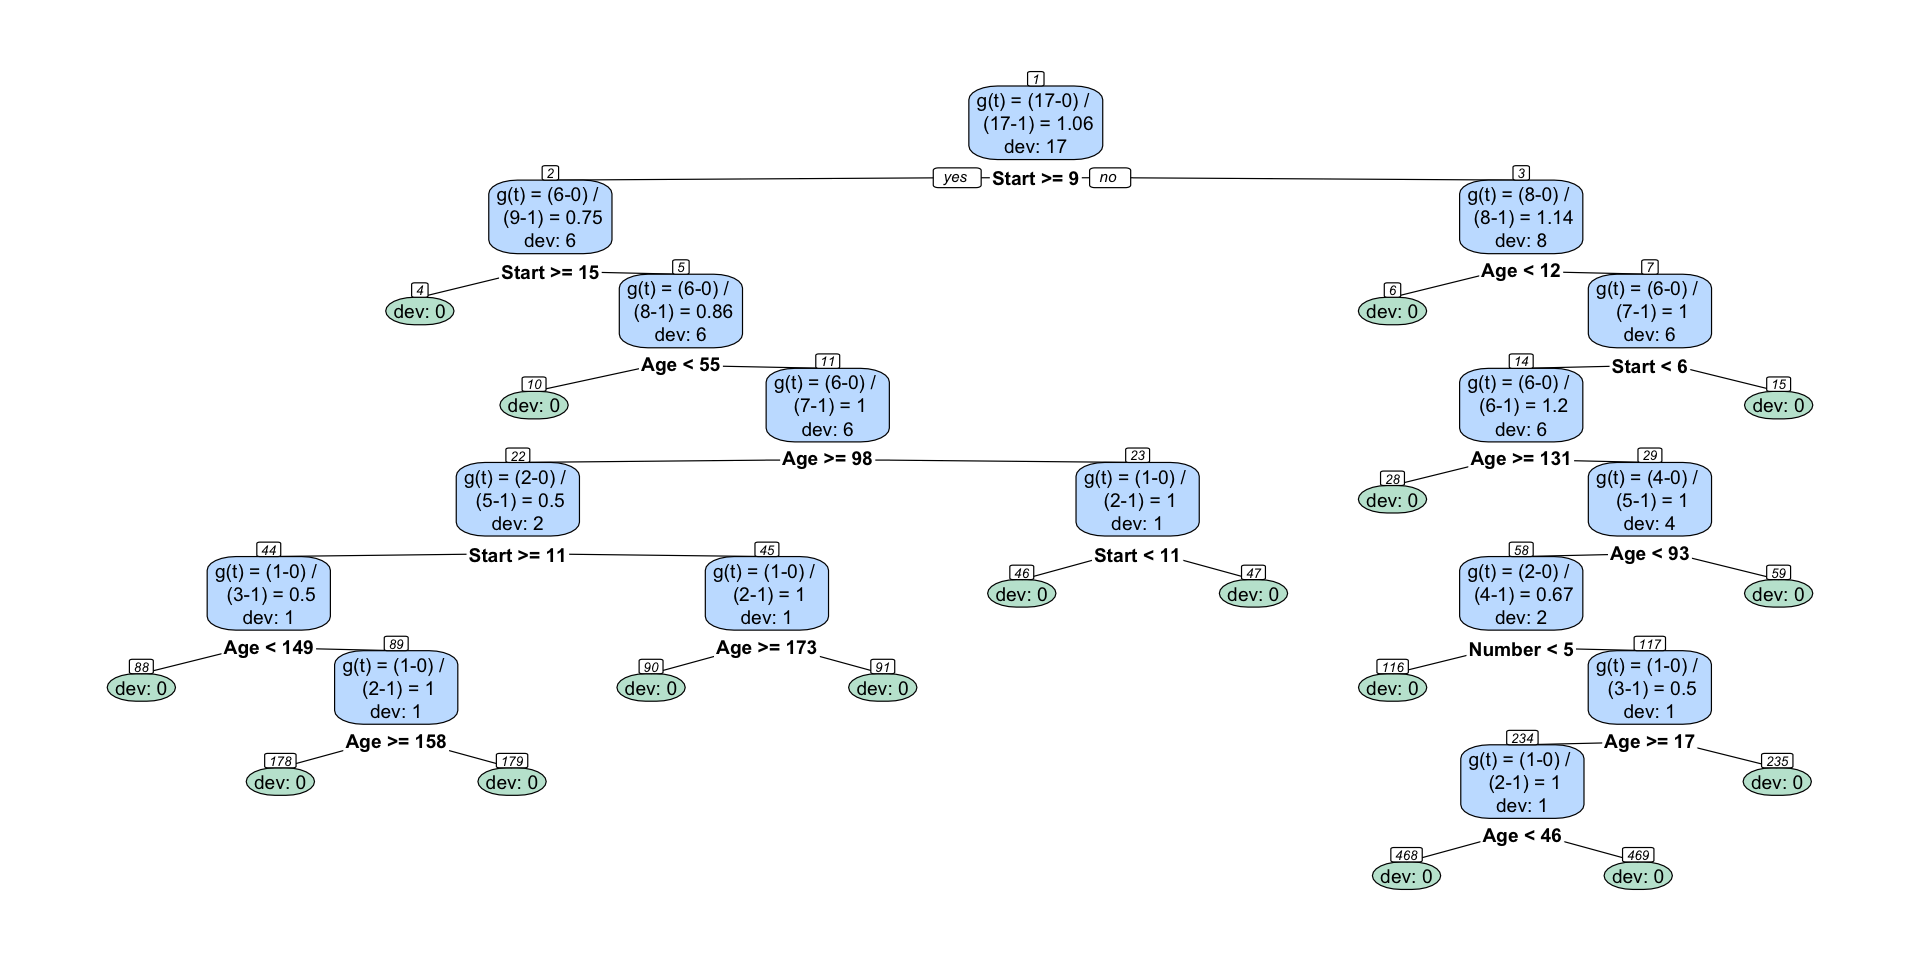 1
g(t) = (17-0) /
(17-1) = 1.06
dev: 17
yes Start >= 9 no
2
g(t) = (6-0) /
(9-1) = 0.75
dev: 6
3
g(t) = (8-0) /
(8-1) = 1.14
dev: 8
Start >= 15
Age < 12
4
dev: 0
5
g(t) = (6-0) /
(8-1) = 0.86
dev: 6
6
dev: 0
7
g(t) = (6-0) /
(7-1) = 1
dev: 6
Age < 55
Start < 6
10
dev: 0
11
g(t) = (6-0) /
(7-1) = 1
dev: 6
14
g(t) = (6-0) /
(6-1) = 1.2
dev: 6
15
dev: 0
Age >= 98
Age >= 131
22
g(t) = (2-0) /
(5-1) = 0.5
dev: 2
23
g(t) = (1-0) /
(2-1) = 1
dev: 1
28
dev: 0
29
g(t) = (4-0) /
(5-1) = 1
dev: 4
Start >= 11
Start < 11
Age < 93
44
g(t) = (1-0) /
(3-1) = 0.5
dev: 1
45
g(t) = (1-0) /
(2-1) = 1
dev: 1
46
dev: 0
47
dev: 0
58
g(t) = (2-0) /
(4-1) = 0.67
dev: 2
59
dev: 0
Age < 149
Age >= 173
Number < 5
88
dev: 0
89
g(t) = (1-0) /
(2-1) = 1
dev: 1
90
dev: 0
91
dev: 0
116
dev: 0
117
g(t) = (1-0) /
(3-1) = 0.5
dev: 1
Age >= 158
Age >= 17
178
dev: 0
179
dev: 0
234
g(t) = (1-0) /
(2-1) = 1
dev: 1
235
dev: 0
Age < 46
468
dev: 0
469
dev: 0